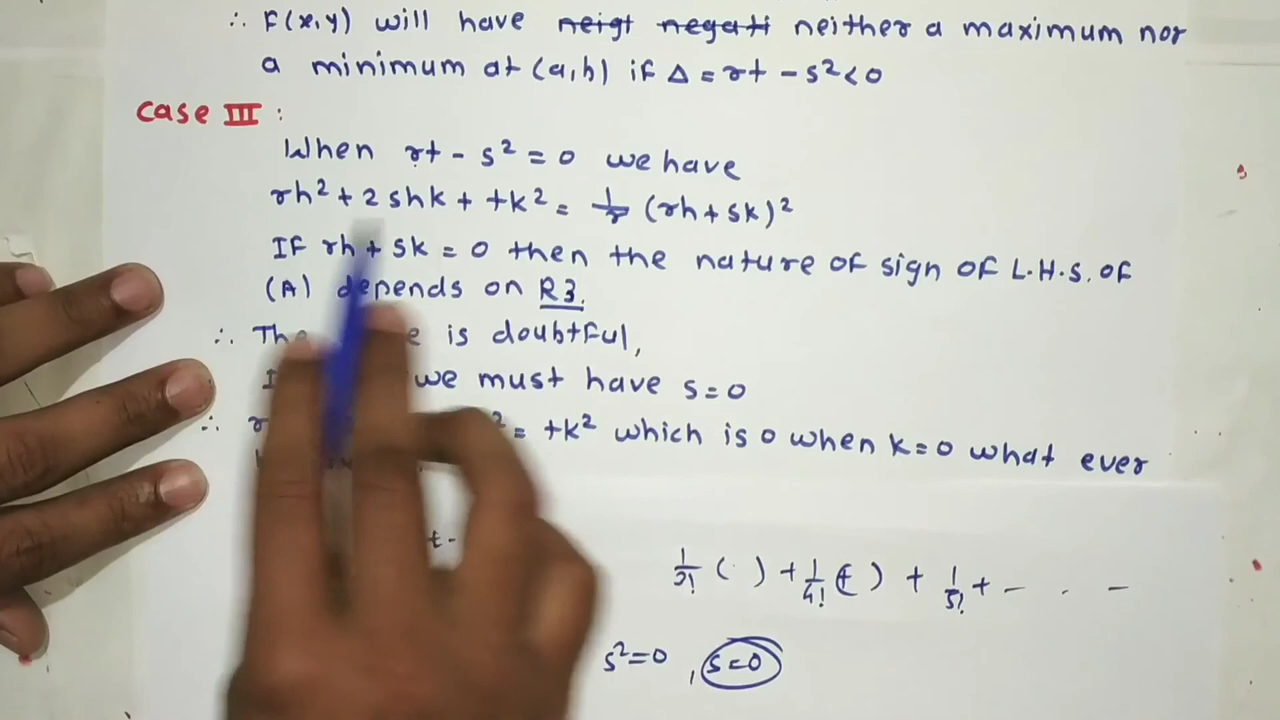 ∴ F(x,y) will have neigt negati neither a maximum nor
a minimum at (a,b) if Δ = rt - s² < 0
Case III :
When rt - s² = 0 we have
rh² + 2shk + tk² = 1/r (rh + sk)²
If rh + sk = 0 then the nature of sign of L.H.S. of
(A) depends on R3.
∴ is doubtful,
we must have s = 0
∴ = tk² which is 0 when k = 0 what ever
1/3! ( ) + 1/4! ( ) + 1/5! + - . . -
s² = 0 , s = 0